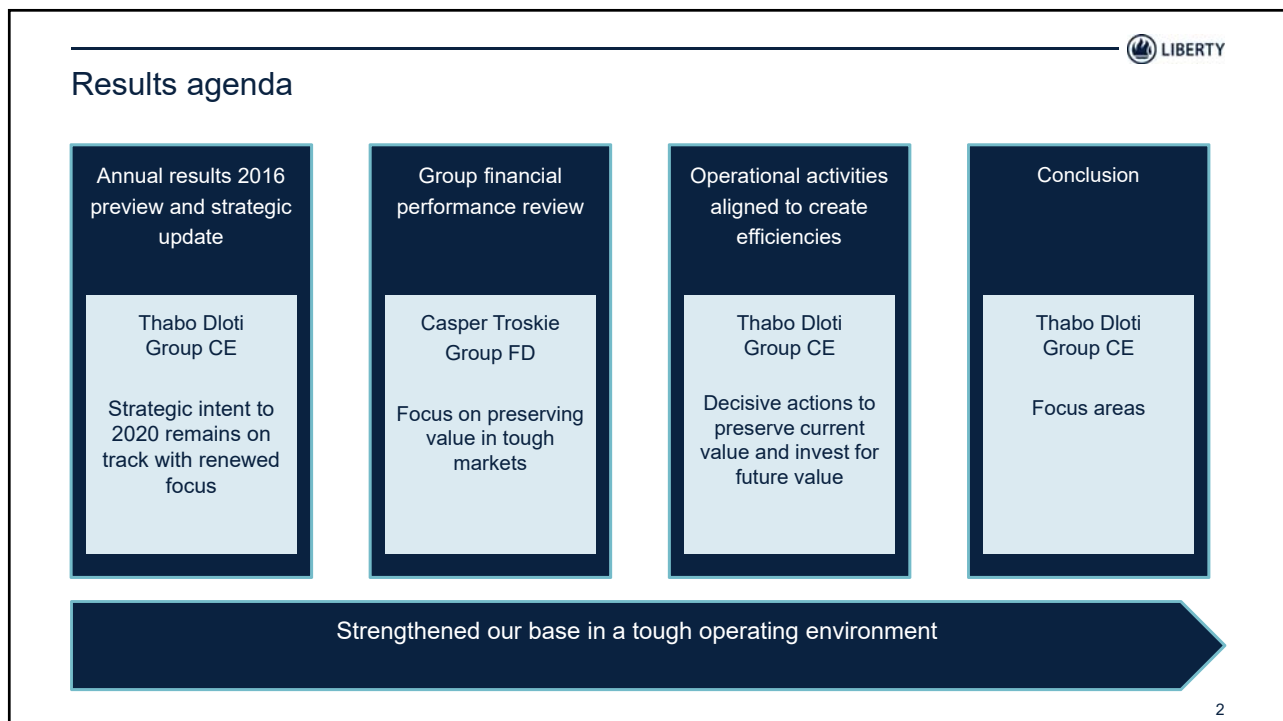 LIBERTY
Results agenda
Annual results 2016
preview and strategic
update
Thabo Dloti
Group CE
Strategic intent to
2020 remains on
track with renewed
focus
Group financial
performance review
Casper Troskie
Group FD
Focus on preserving
value in tough
markets
Operational activities
aligned to create
efficiencies
Thabo Dloti
Group CE
Decisive actions to
preserve current
value and invest for
future value
Conclusion
Thabo Dloti
Group CE
Focus areas
Strengthened our base in a tough operating environment
2